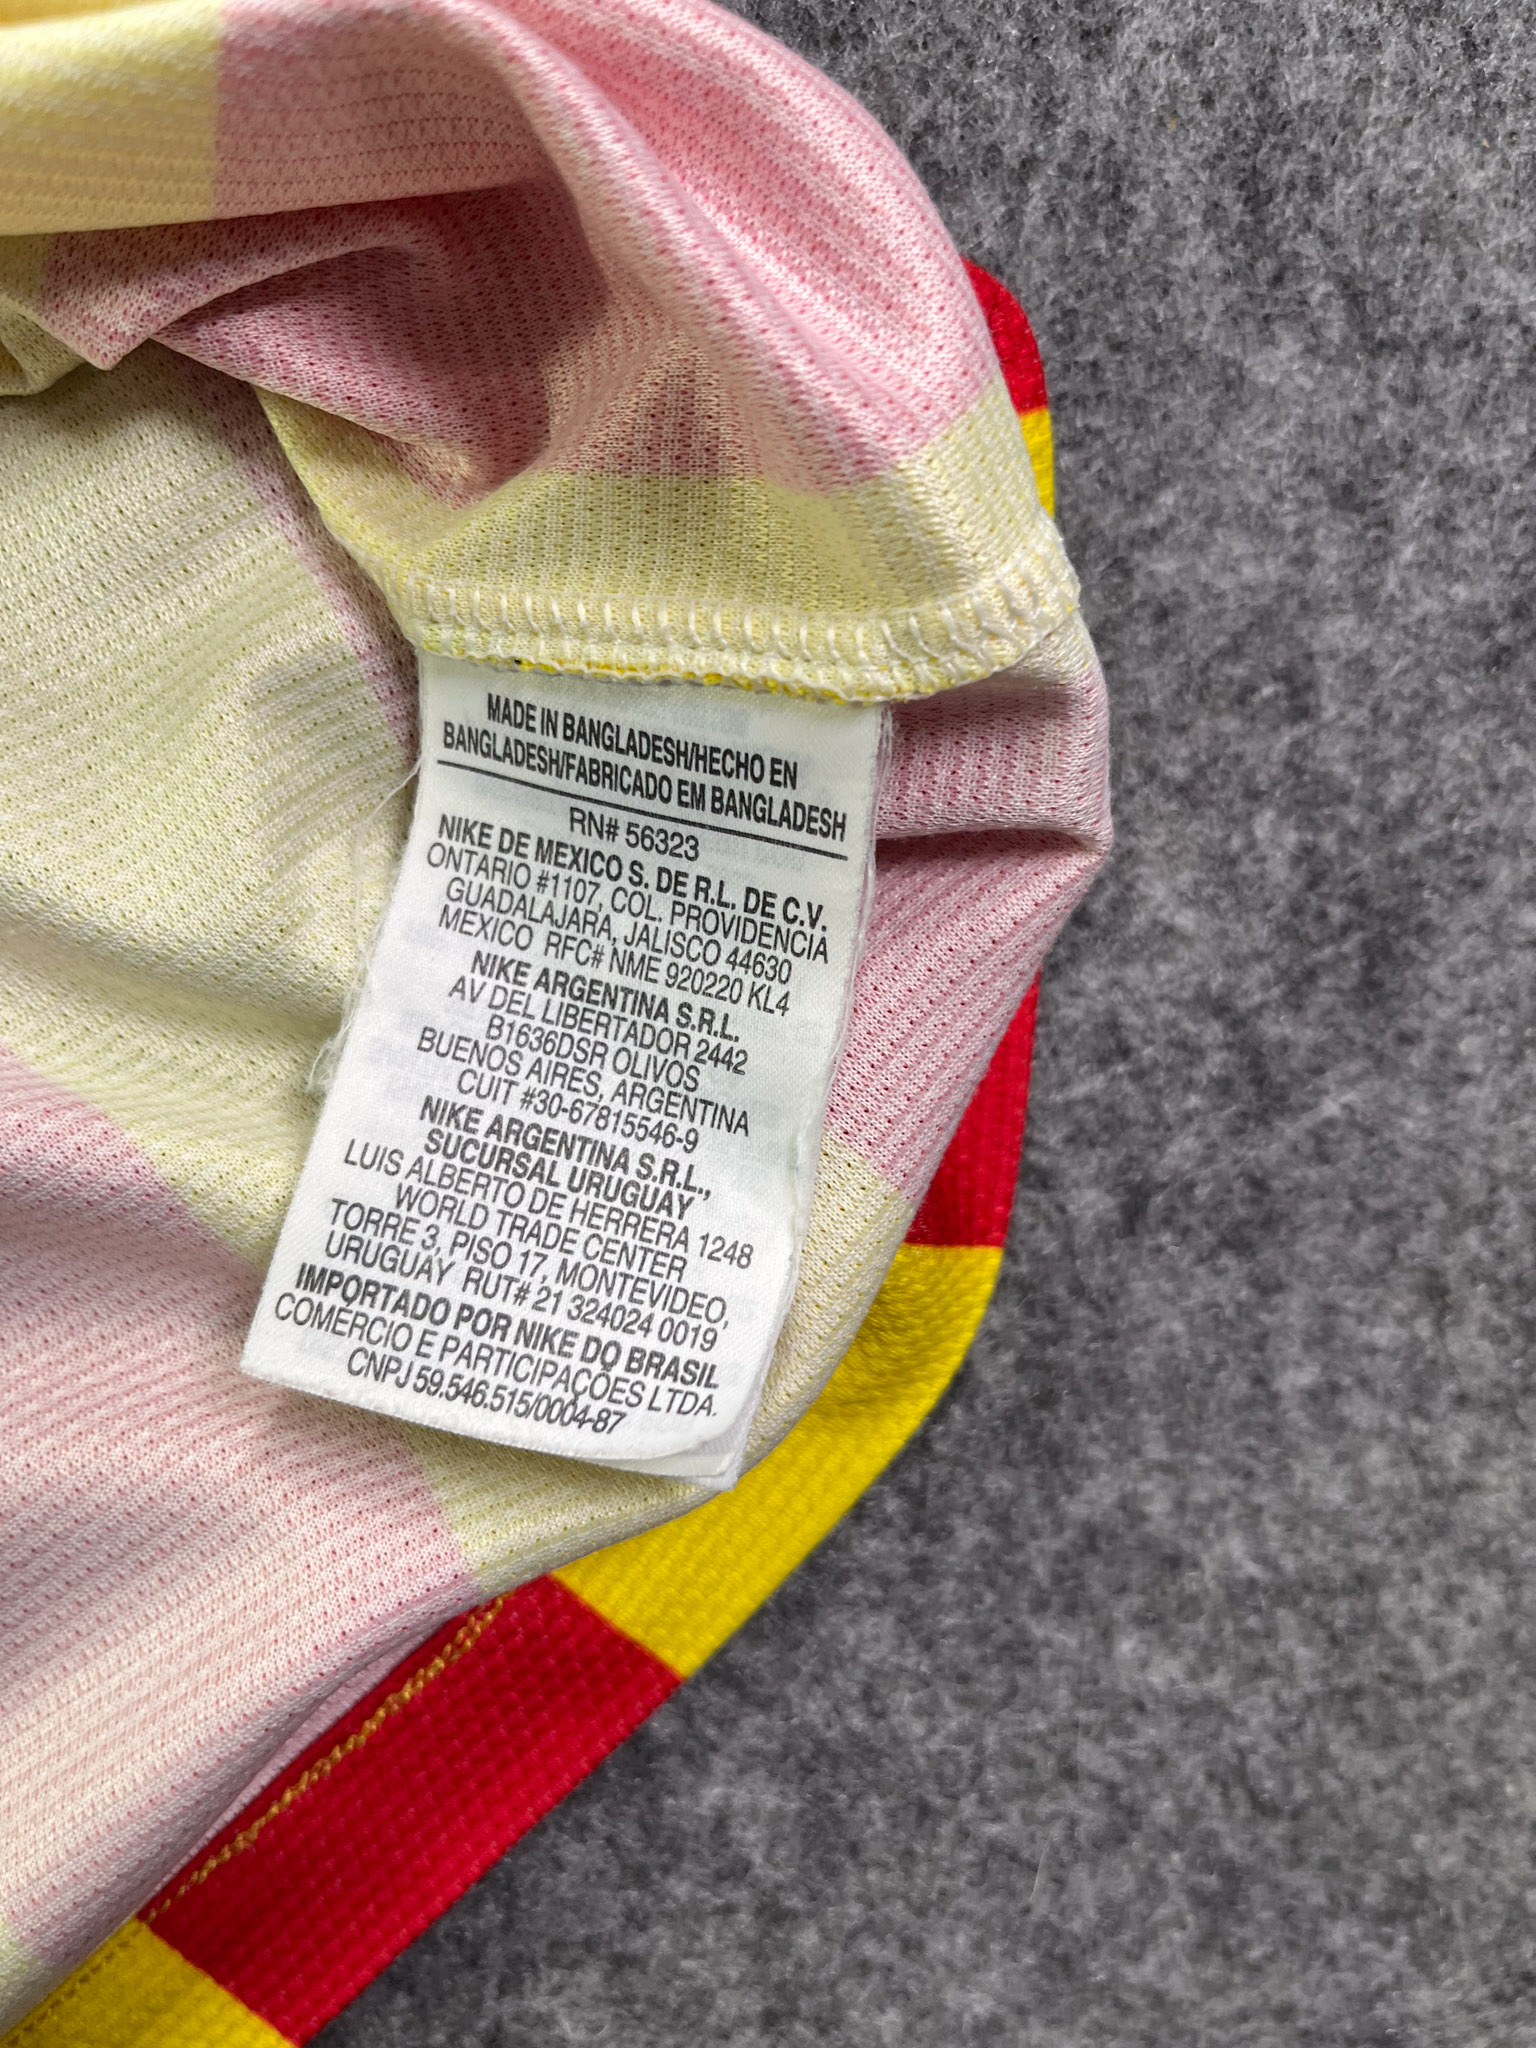 MADE IN BANGLADESH/HECHO EN
BANGLADESH/FABRICADO EM BANGLADESH
RN# 56323
NIKE DE MEXICO S. DE R.L. DE C.V.
ONTARIO #1107, COL. PROVIDENCIA
GUADALAJARA, JALISCO 44630
MEXICO RFC# NME 920220 KL4
NIKE ARGENTINA S.R.L.
AV DEL LIBERTADOR 2442
B1636DSR OLIVOS
BUENOS AIRES, ARGENTINA
CUIT #30-67815546-9
NIKE ARGENTINA S.R.L.,
SUCURSAL URUGUAY
LUIS ALBERTO DE HERRERA 1248
WORLD TRADE CENTER
TORRE 3, PISO 17, MONTEVIDEO,
URUGUAY RUT# 21 324024 0019
IMPORTADO POR NIKE DO BRASIL
COMÉRCIO E PARTICIPAÇÕES LTDA.
CNPJ 59.546.515/0004-87